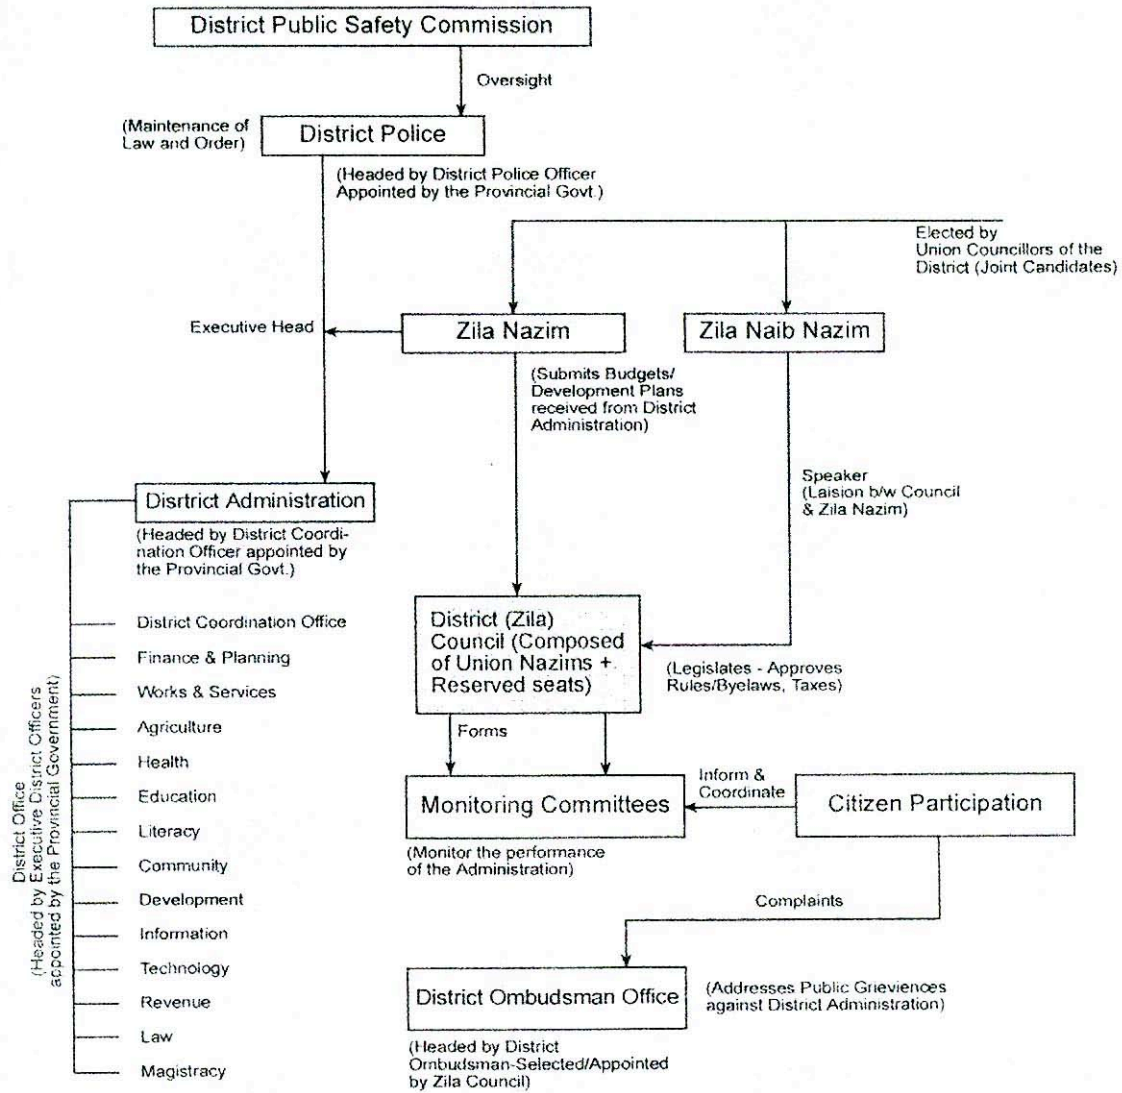 District Public Safety Commission
Oversight
(Maintenance of
Law and Order)
District Police
(Headed by District Police Officer
Appointed by the Provincial Govt.)
Elected by
Union Councillors of the
District (Joint Candidates)
Executive Head
Zila Nazim
Zila Naib Nazim
(Submits Budgets/
Development Plans
received from District
Administration)
Speaker
(Laision b/w Council
& Zila Nazim)
Disrtrict Administration
(Headed by District Coordi-
nation Officer appointed by
the Provincial Govt.)
District (Zila)
Council (Composed
of Union Nazims +
Reserved seats)
(Legislates - Approves
Rules/Byelaws, Taxes)
Forms
District Office
(Headed by Executive District Officers
appointed by the Provincial Government)
District Coordination Office
Finance & Planning
Works & Services
Agriculture
Health
Education
Literacy
Community
Development
Information
Technology
Revenue
Law
Magistracy
Monitoring Committees
Inform &
Coordinate
Citizen Participation
(Monitor the performance
of the Administration)
Complaints
District Ombudsman Office
(Addresses Public Grieviences
against District Administration)
(Headed by District
Ombudsman-Selected/Appointed
by Zila Council)